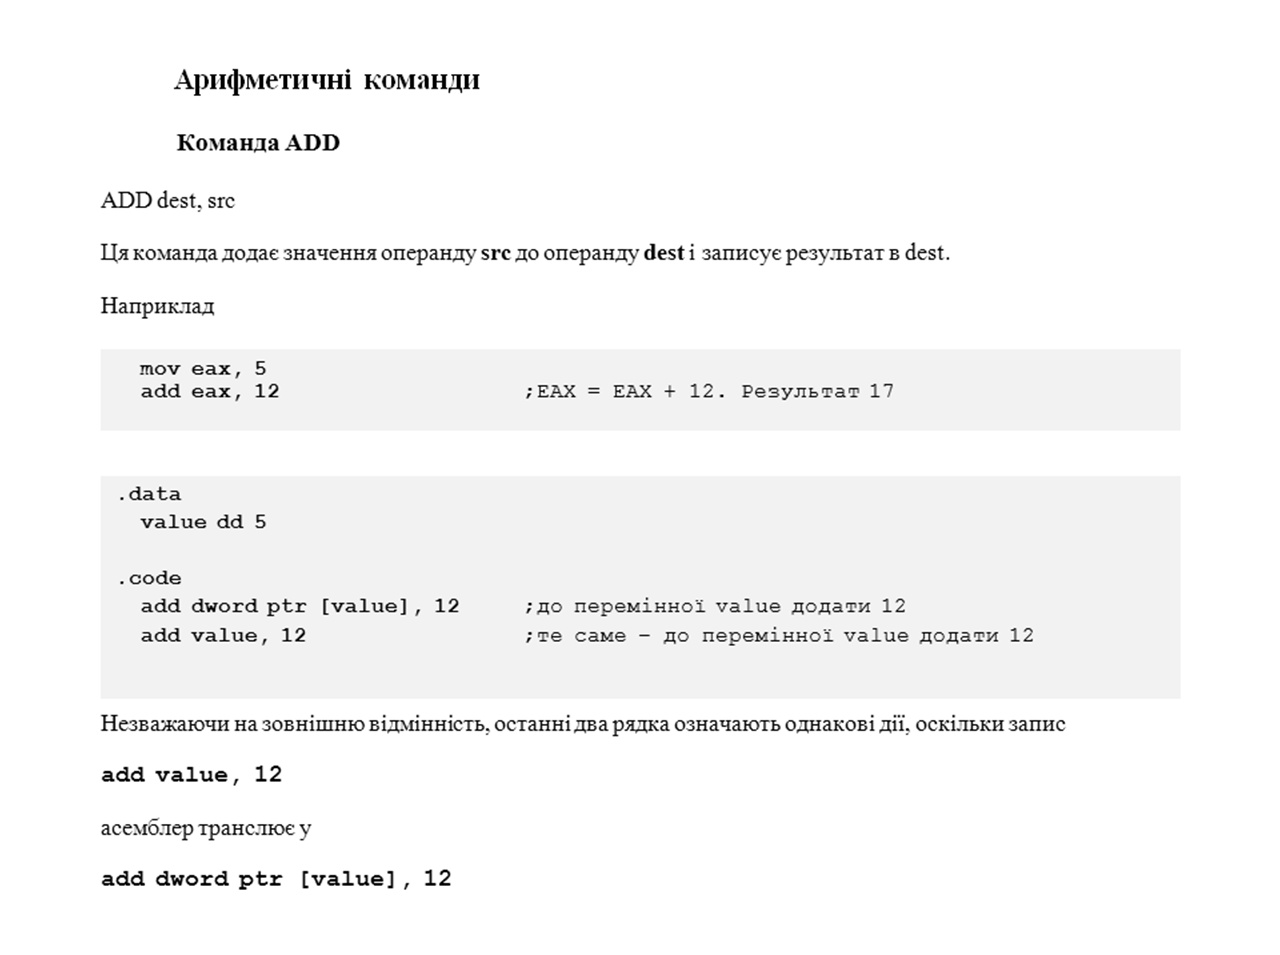 Арифметичні команди
Команда ADD
ADD dest, src
Ця команда додає значення операнду src до операнду dest і записує результат в dest.
Наприклад
mov eax, 5
add eax, 12 ;EAX = EAX + 12. Результат 17
.data
value dd 5
.code
add dword ptr [value], 12 ;до перемінної value додати 12
add value, 12 ;те саме – до перемінної value додати 12
Незважаючи на зовнішню відмінність, останні два рядка означають однакові дії, оскільки запис
add value, 12
асемблер транслює у
add dword ptr [value], 12